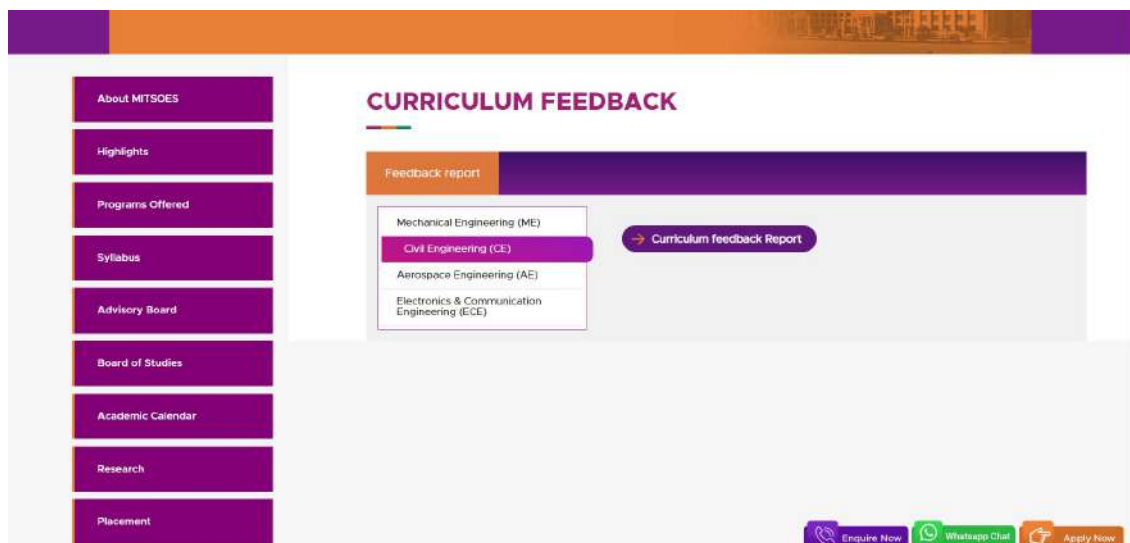 About MITSOES
Highlights
Programs Offered
Syllabus
Advisory Board
Board of Studies
Academic Calendar
Research
Placement
CURRICULUM FEEDBACK
Feedback report
Mechanical Engineering (ME)
Civil Engineering (CE)
Aerospace Engineering (AE)
Electronics & Communication
Engineering (ECE)
Curriculum feedback Report
Enquire Now
Whatsapp Chat
Apply Now